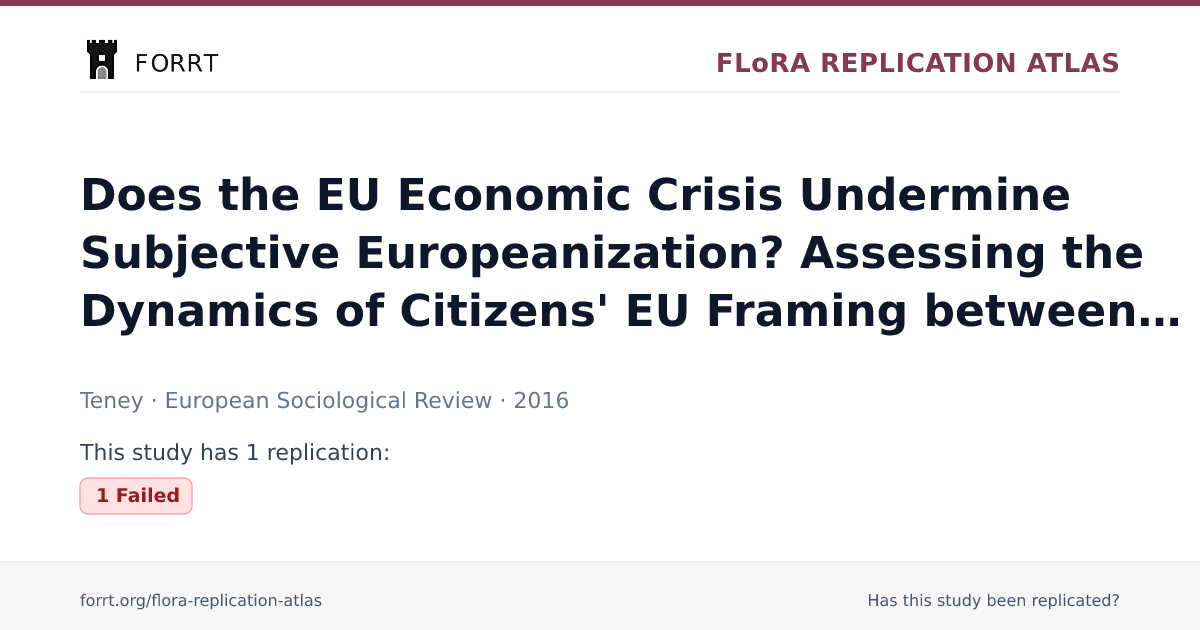 FORRT
FLoRA REPLICATION ATLAS
Does the EU Economic Crisis Undermine
Subjective Europeanization? Assessing the
Dynamics of Citizens' EU Framing between…
Teney · European Sociological Review · 2016
This study has 1 replication:
1 Failed
forrt.org/flora-replication-atlas
Has this study been replicated?